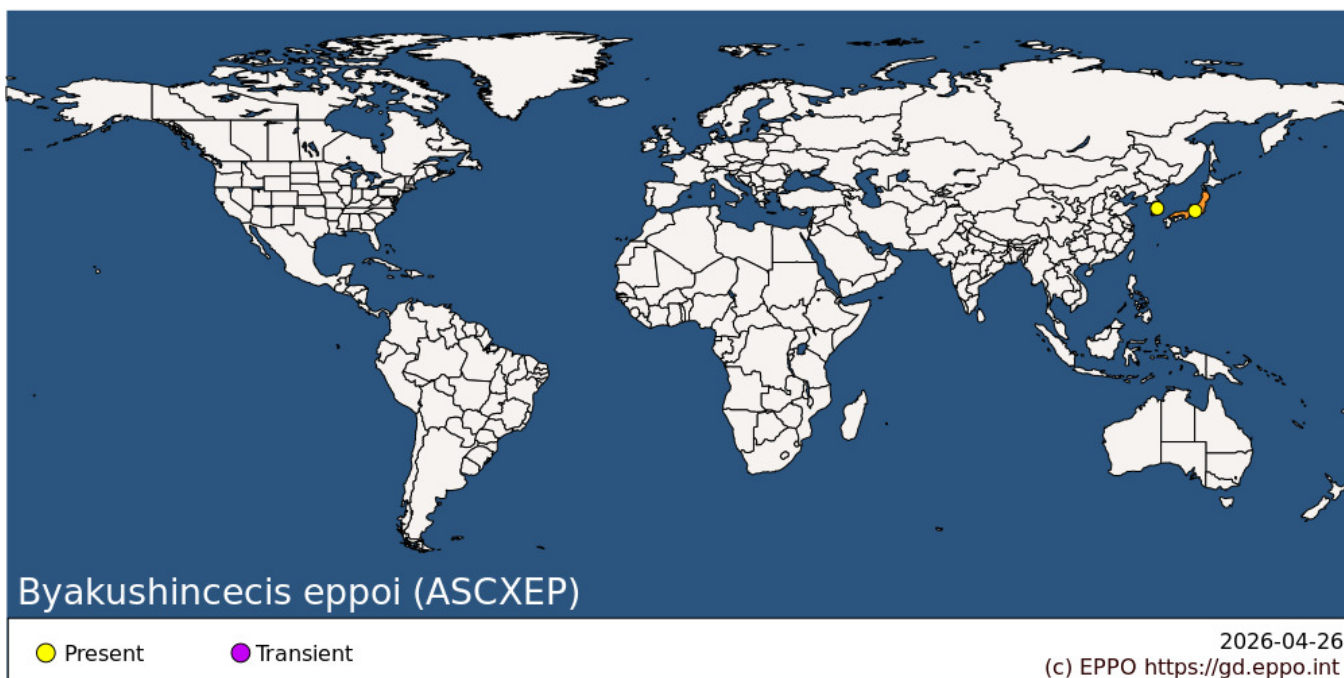 Byakushincecis eppoi (ASCXEP)
Present
Transient
2026-04-26
(c) EPPO https://gd.eppo.int